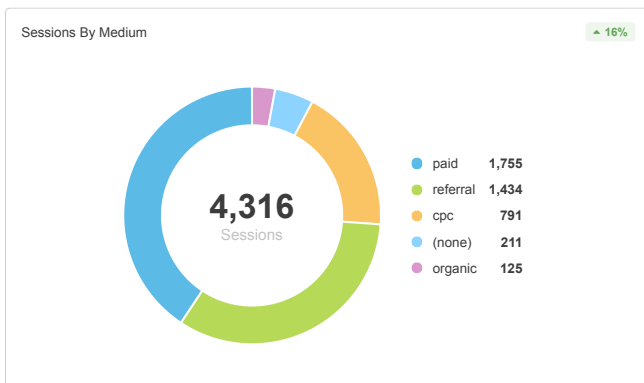 Sessions By Medium
16%
4,316
Sessions
paid 1,755
referral 1,434
cpc 791
(none) 211
organic 125